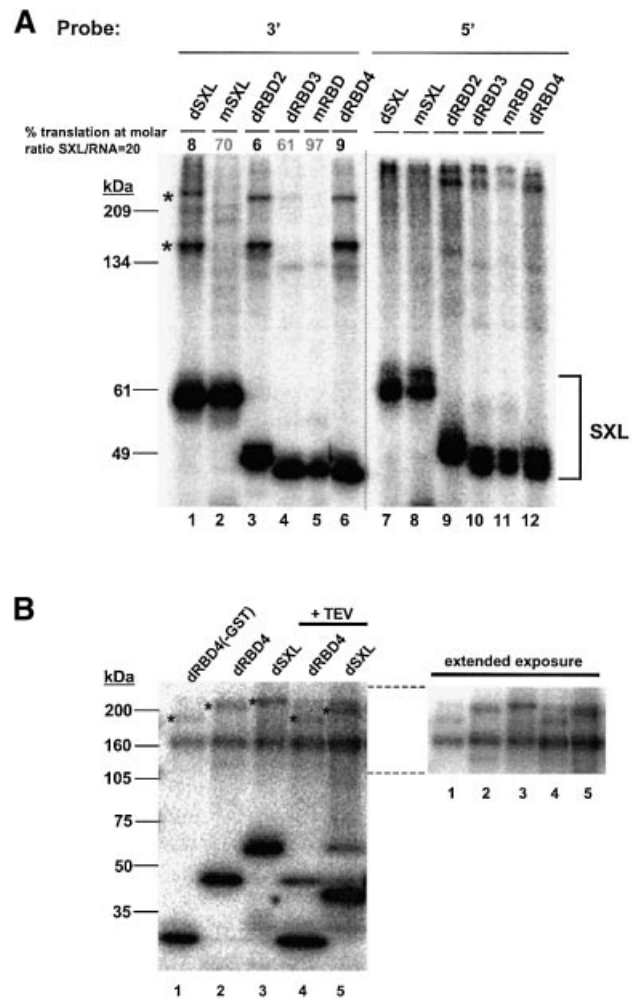 A
Probe:
3' 5'
dSXL mSXL dRBD2 dRBD3 mRBD dRBD4 dSXL mSXL dRBD2 dRBD3 mRBD dRBD4
% translation at molar
ratio SXL/RNA=20
8 70 6 61 97 9
kDa
*
209
*
134
61
49
SXL
1 2 3 4 5 6 7 8 9 10 11 12
B
+ TEV
dRBD4(-GST) dRBD4 dSXL dRBD4 dSXL
extended exposure
kDa
200
* * * * *
160
105
75
50
35
1 2 3 4 5
1 2 3 4 5